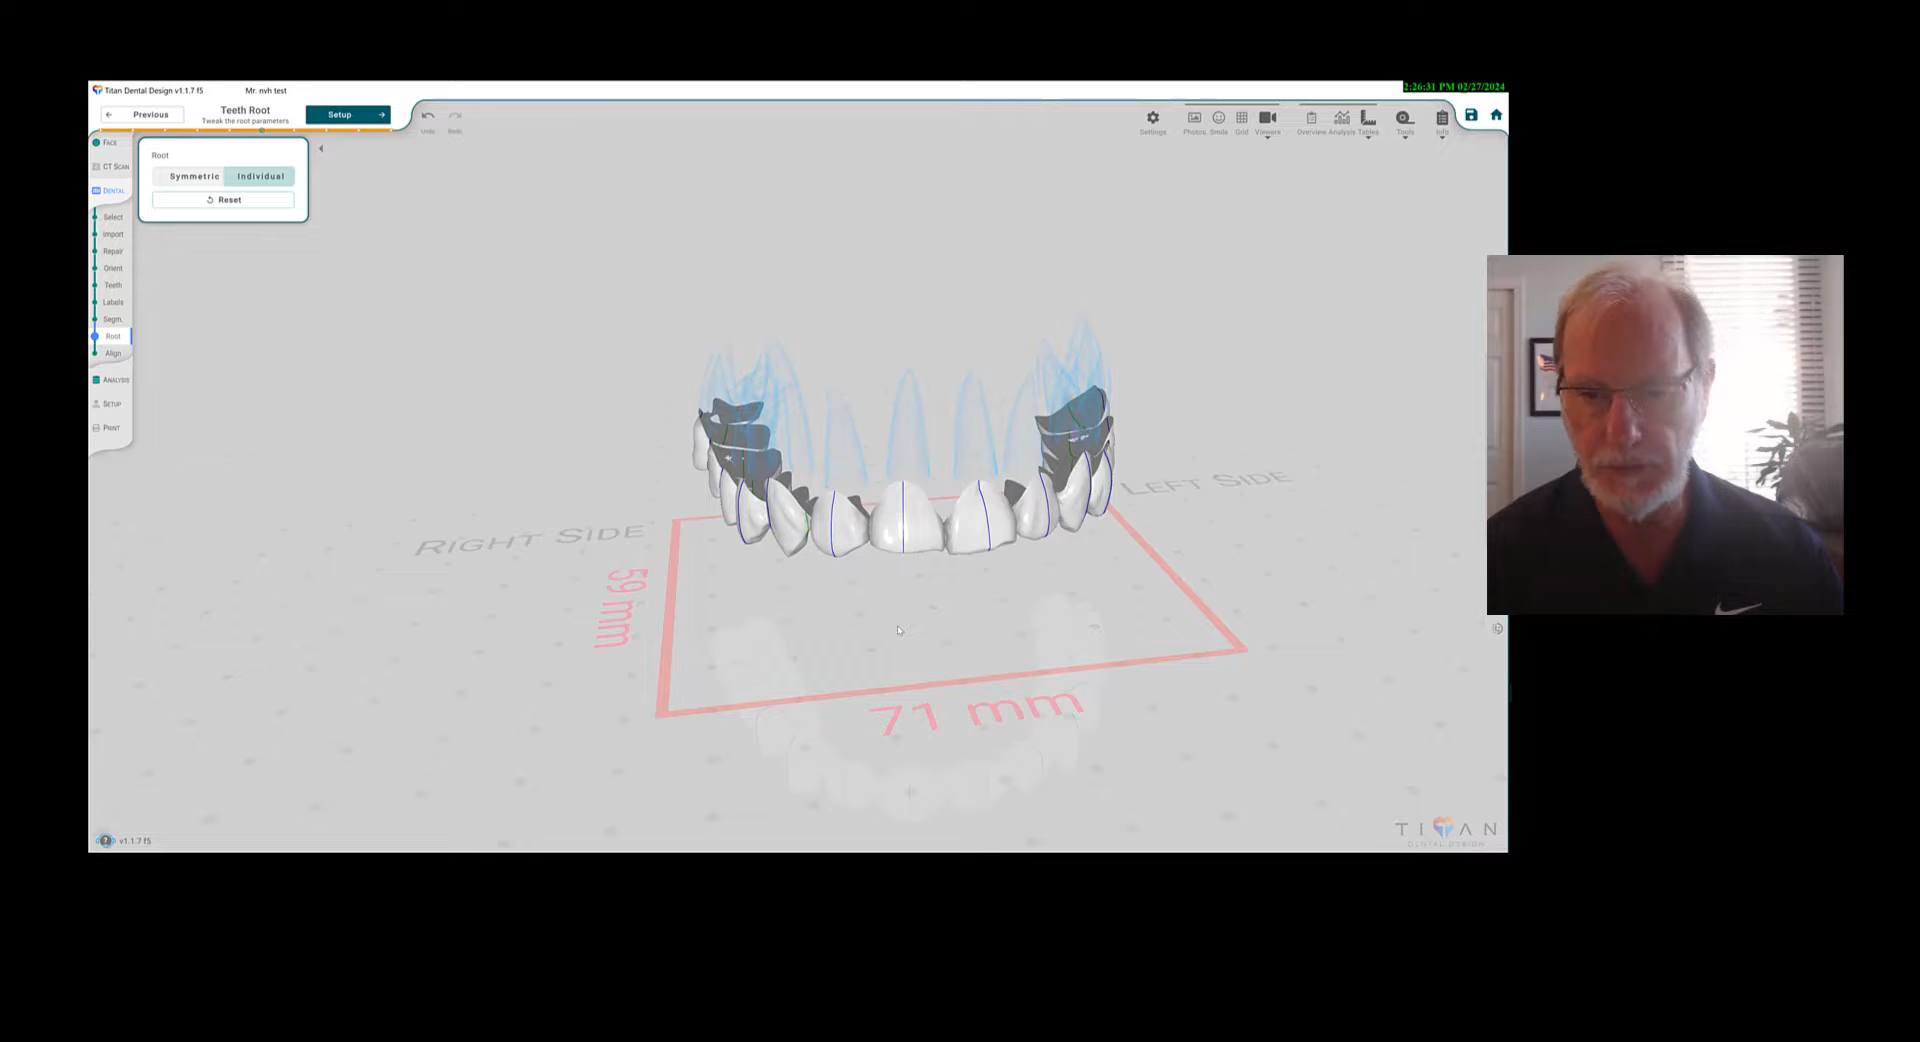 Titan Dental Design v1.1.7 f5
Mr. nvh test
2:26:31 PM 02/27/2024
Previous
Teeth Root
Tweak the root parameters
Setup
Undo
Redo
Settings
Photos
Smile
Grid
Viewers
Overview
Analysis
Tables
Tools
Info
FACE
CT SCAN
DENTAL
Select
Import
Repair
Orient
Teeth
Labels
Segm.
Root
Align
ANALYSIS
SETUP
PRINT
Root
Symmetric
Individual
Reset
RIGHT SIDE
LEFT SIDE
59 mm
71 mm
v1.1.7 f5
TITAN
DENTAL DESIGN